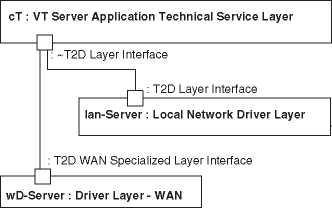 cT : VT Server Application Technical Service Layer
: ~T2D Layer Interface
: T2D Layer Interface
lan-Server : Local Network Driver Layer
: T2D WAN Specialized Layer Interface
wD-Server : Driver Layer - WAN